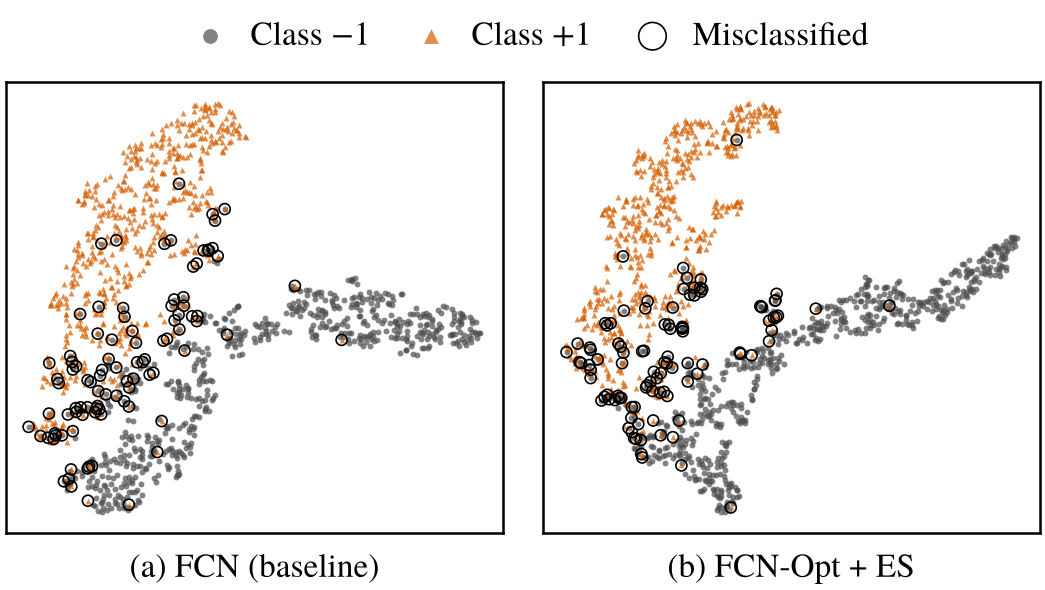 Class −1 Class +1 Misclassified
(a) FCN (baseline)
(b) FCN-Opt + ES